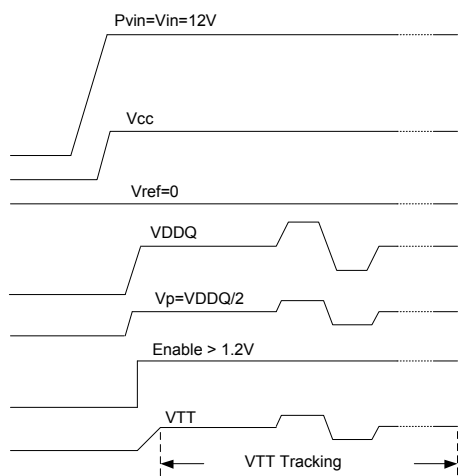 Pvin=Vin=12V
Vcc
Vref=0
VDDQ
Vp=VDDQ/2
Enable > 1.2V
VTT
VTT Tracking